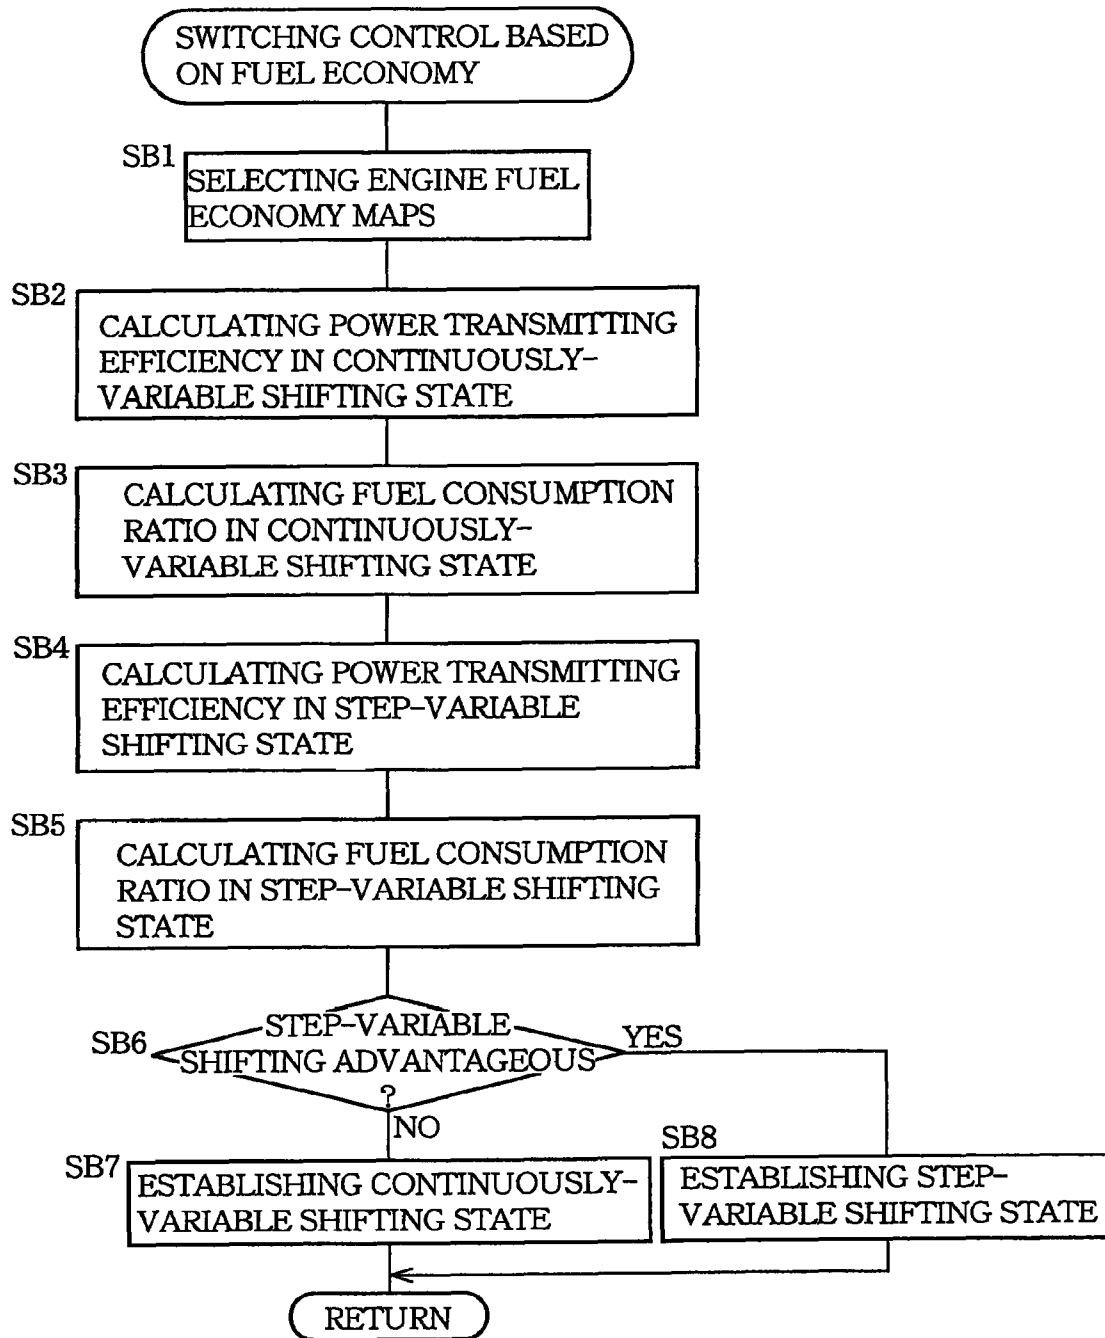 SWITCHNG CONTROL BASED
ON FUEL ECONOMY
SB1
SELECTING ENGINE FUEL
ECONOMY MAPS
SB2
CALCULATING POWER TRANSMITTING
EFFICIENCY IN CONTINUOUSLY-
VARIABLE SHIFTING STATE
SB3
CALCULATING FUEL CONSUMPTION
RATIO IN CONTINUOUSLY-
VARIABLE SHIFTING STATE
SB4
CALCULATING POWER TRANSMITTING
EFFICIENCY IN STEP-VARIABLE
SHIFTING STATE
SB5
CALCULATING FUEL CONSUMPTION
RATIO IN STEP-VARIABLE SHIFTING
STATE
SB6
STEP-VARIABLE
SHIFTING ADVANTAGEOUS
?
YES
NO
SB7
ESTABLISHING CONTINUOUSLY-
VARIABLE SHIFTING STATE
SB8
ESTABLISHING STEP-
VARIABLE SHIFTING STATE
RETURN